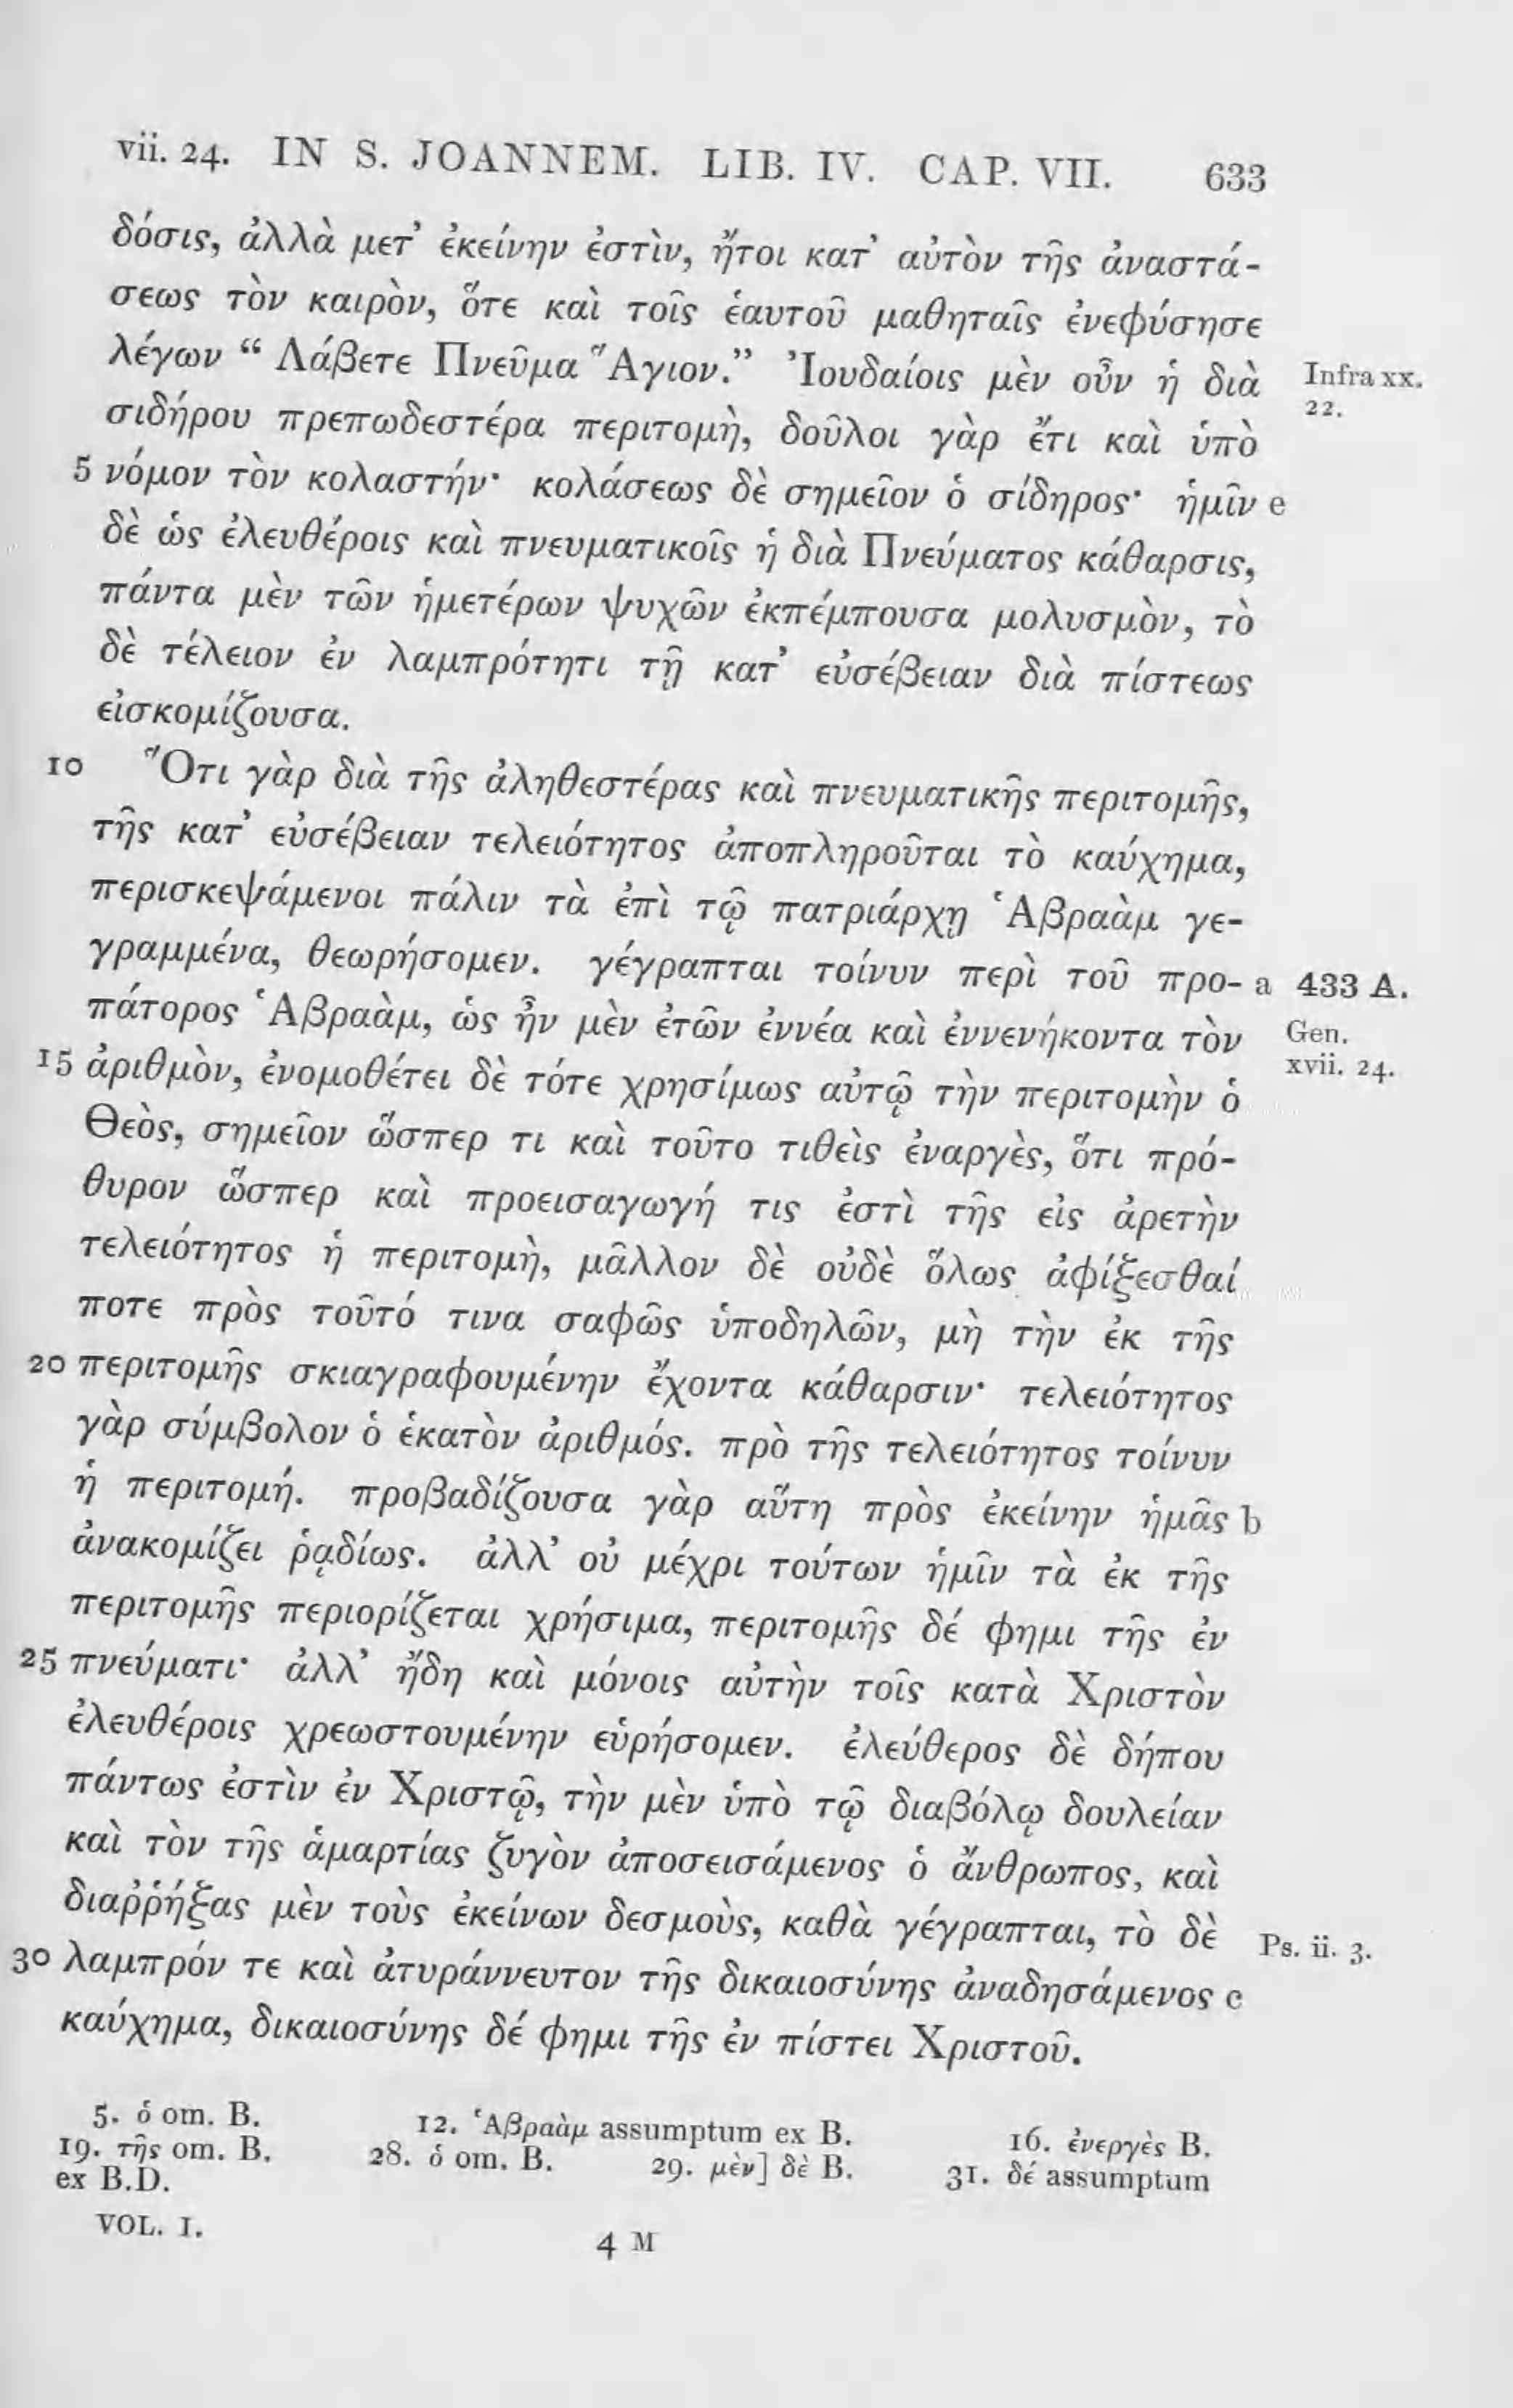 vii. 24. IN S. JOANNEM. LIB. IV. CAP. VII. 633
δόσις, ἀλλὰ μετ’ ἐκείνην ἐστὶν, ἤτοι κατ’ αὐτὸν τῆς ἀναστά-
σεως τὸν καιρὸν, ὅτε καὶ τοῖς ἑαυτοῦ μαθηταῖς ἐνεφύσησε
λέγων “ Λάβετε Πνεῦμα Ἅγιον.” Ἰουδαίοις μὲν οὖν ἡ διὰ Infra xx.
22.
σιδήρου πρεπωδεστέρα περιτομὴ, δοῦλοι γὰρ ἔτι καὶ ὑπὸ
5 νόμον τὸν κολαστήν· κολάσεως δὲ σημεῖον ὁ σίδηρος· ἡμῖν e
δὲ ὡς ἐλευθέροις καὶ πνευματικοῖς ἡ διὰ Πνεύματος κάθαρσις,
πάντα μὲν τῶν ἡμετέρων ψυχῶν ἐκπέμπουσα μολυσμὸν, τὸ
δὲ τέλειον ἐν λαμπρότητι τῇ κατ’ εὐσέβειαν διὰ πίστεως
εἰσκομίζουσα.
10 Ὅτι γὰρ διὰ τῆς ἀληθεστέρας καὶ πνευματικῆς περιτομῆς,
τῆς κατ’ εὐσέβειαν τελειότητος ἀποπληροῦται τὸ καύχημα,
περισκεψάμενοι πάλιν τὰ ἐπὶ τῷ πατριάρχῃ Ἁβραὰμ γε-
γραμμένα, θεωρήσομεν. γέγραπται τοίνυν περὶ τοῦ προ- a 433 A.
πάτορος Ἁβραὰμ, ὡς ἦν μὲν ἐτῶν ἐννέα καὶ ἐννενήκοντα τὸν Gen.
xvii. 24.
15 ἀριθμὸν, ἐνομοθέτει δὲ τότε χρησίμως αὐτῷ τὴν περιτομὴν ὁ
Θεὸς, σημεῖον ὥσπερ τι καὶ τοῦτο τιθεὶς ἐναργὲς, ὅτι πρό-
θυρον ὥσπερ καὶ προεισαγωγή τις ἐστὶ τῆς εἰς ἀρετὴν
τελειότητος ἡ περιτομὴ, μᾶλλον δὲ οὐδὲ ὅλως ἀφίξεσθαί
ποτε πρὸς τοῦτό τινα σαφῶς ὑποδηλῶν, μὴ τὴν ἐκ τῆς
20 περιτομῆς σκιαγραφουμένην ἔχοντα κάθαρσιν· τελειότητος
γὰρ σύμβολον ὁ ἑκατὸν ἀριθμός. πρὸ τῆς τελειότητος τοίνυν
ἡ περιτομή. προβαδίζουσα γὰρ αὕτη πρὸς ἐκείνην ἡμᾶς b
ἀνακομίζει ῥᾳδίως. ἀλλ’ οὐ μέχρι τούτων ἡμῖν τὰ ἐκ τῆς
περιτομῆς περιορίζεται χρήσιμα, περιτομῆς δέ φημι τῆς ἐν
25 πνεύματι· ἀλλ’ ἤδη καὶ μόνοις αὐτὴν τοῖς κατὰ Χριστὸν
ἐλευθέροις χρεωστουμένην εὑρήσομεν. ἐλεύθερος δὲ δήπου
πάντως ἐστὶν ἐν Χριστῷ, τὴν μὲν ὑπὸ τῷ διαβόλῳ δουλείαν
καὶ τὸν τῆς ἁμαρτίας ζυγὸν ἀποσεισάμενος ὁ ἄνθρωπος, καὶ
διαῤῥήξας μὲν τοὺς ἐκείνων δεσμοὺς, καθὰ γέγραπται, τὸ δὲ Ps. ii. 3.
30 λαμπρόν τε καὶ ἀτυράννευτον τῆς δικαιοσύνης ἀναδησάμενος c
καύχημα, δικαιοσύνης δέ φημι τῆς ἐν πίστει Χριστοῦ.
5. ὁ om. B. 12. Ἁβραὰμ assumptum ex B. 16. ἐνεργὲς B.
19. τῆς om. B. 28. ὁ om. B. 29. μὲν] δὲ B. 31. δέ assumptum
ex B.D.
VOL. I. 4 M